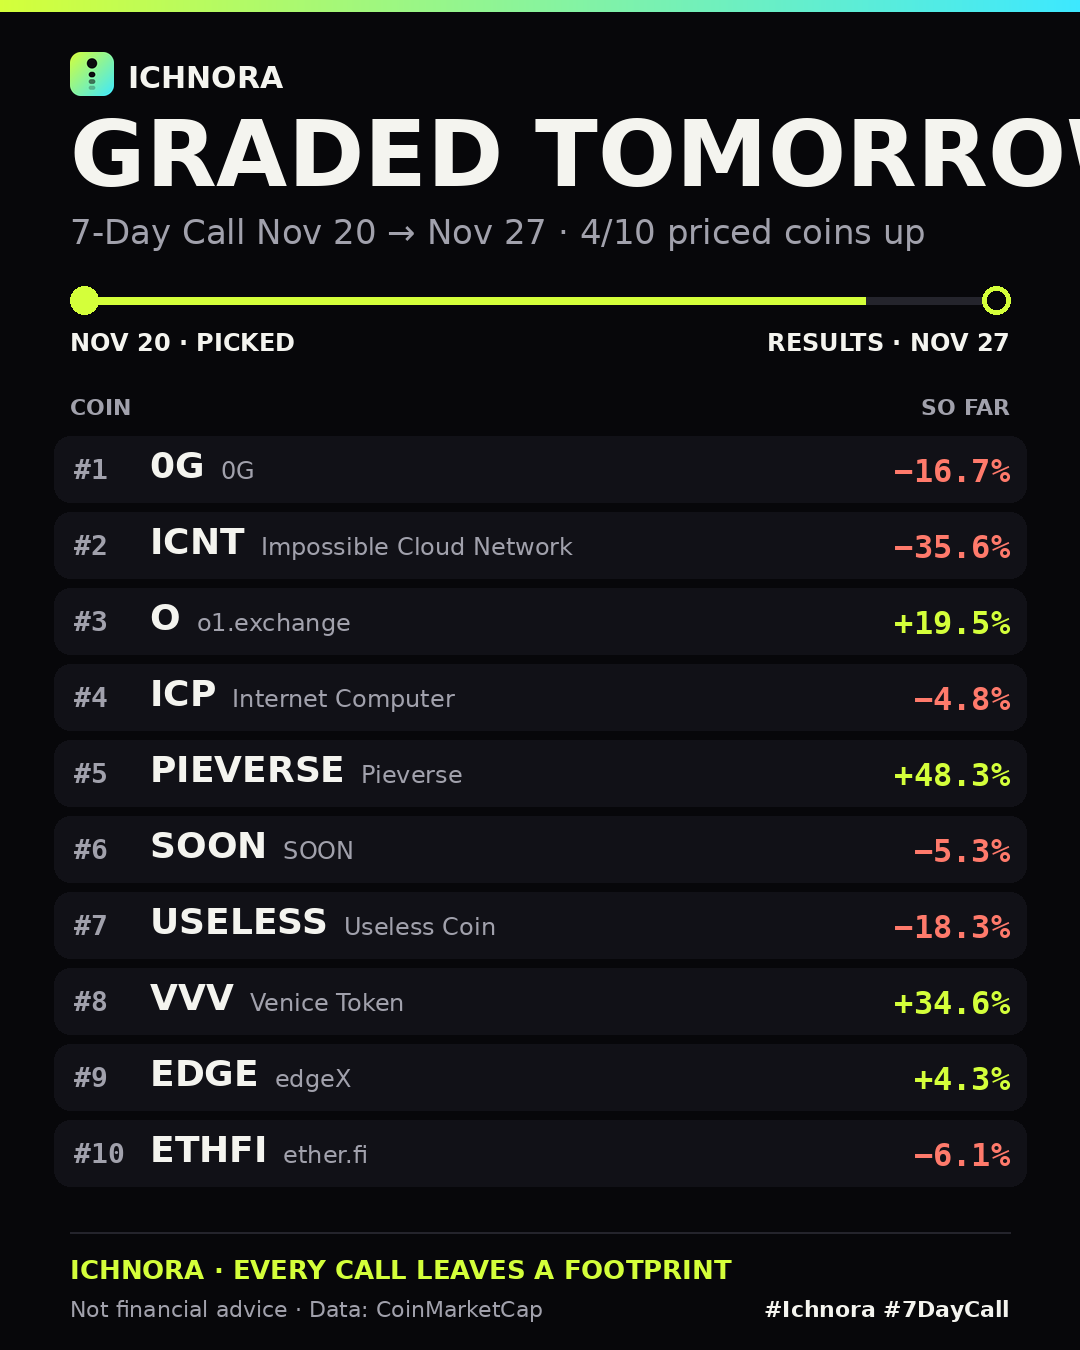 ICHNORA
GRADED TOMORROW
7-Day Call Nov 20 → Nov 27 · 4/10 priced coins up
NOV 20 · PICKED
RESULTS · NOV 27
COIN
SO FAR
#1 0G 0G −16.7%
#2 ICNT Impossible Cloud Network −35.6%
#3 O o1.exchange +19.5%
#4 ICP Internet Computer −4.8%
#5 PIEVERSE Pieverse +48.3%
#6 SOON SOON −5.3%
#7 USELESS Useless Coin −18.3%
#8 VVV Venice Token +34.6%
#9 EDGE edgeX +4.3%
#10 ETHFI ether.fi −6.1%
ICHNORA · EVERY CALL LEAVES A FOOTPRINT
Not financial advice · Data: CoinMarketCap
#Ichnora #7DayCall